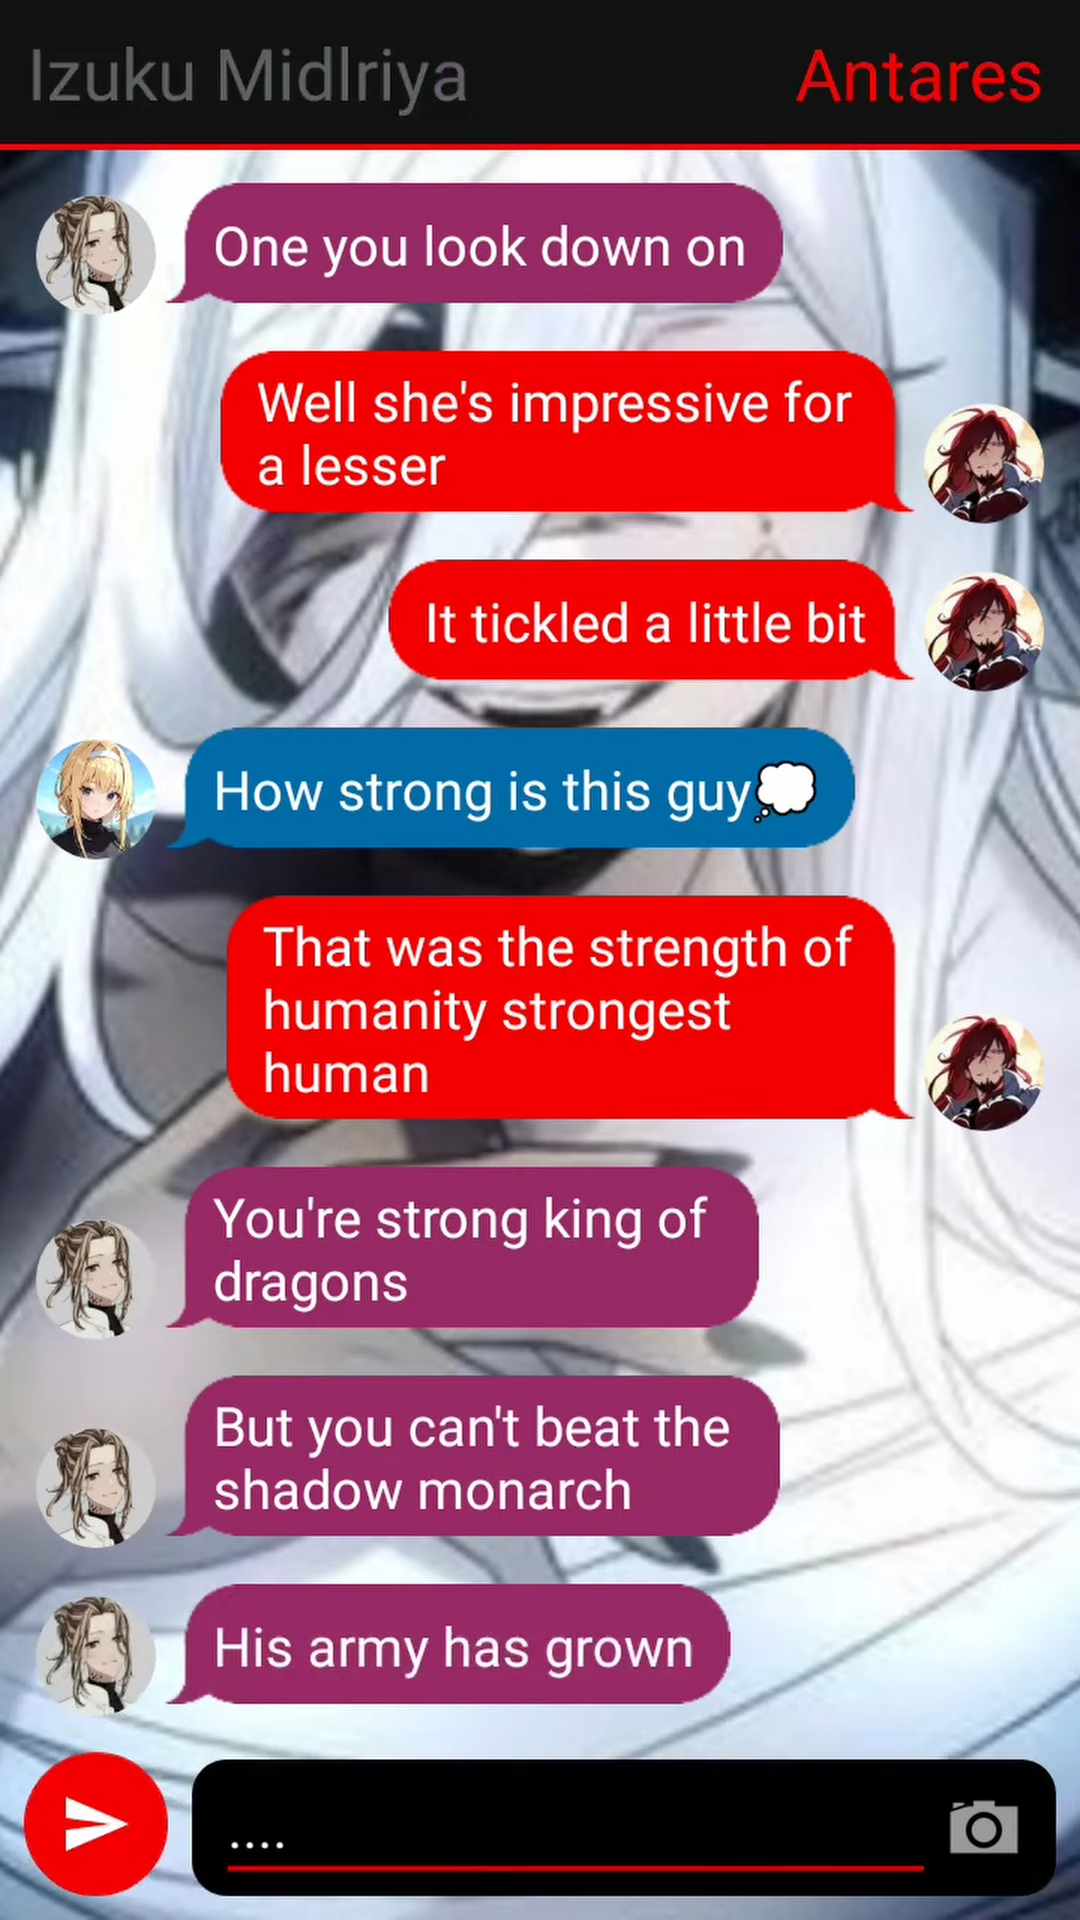 Izuku Midlriya
Antares
One you look down on
Well she's impressive for
a lesser
It tickled a little bit
How strong is this guy💭
That was the strength of
humanity strongest
human
You're strong king of
dragons
But you can't beat the
shadow monarch
His army has grown
....